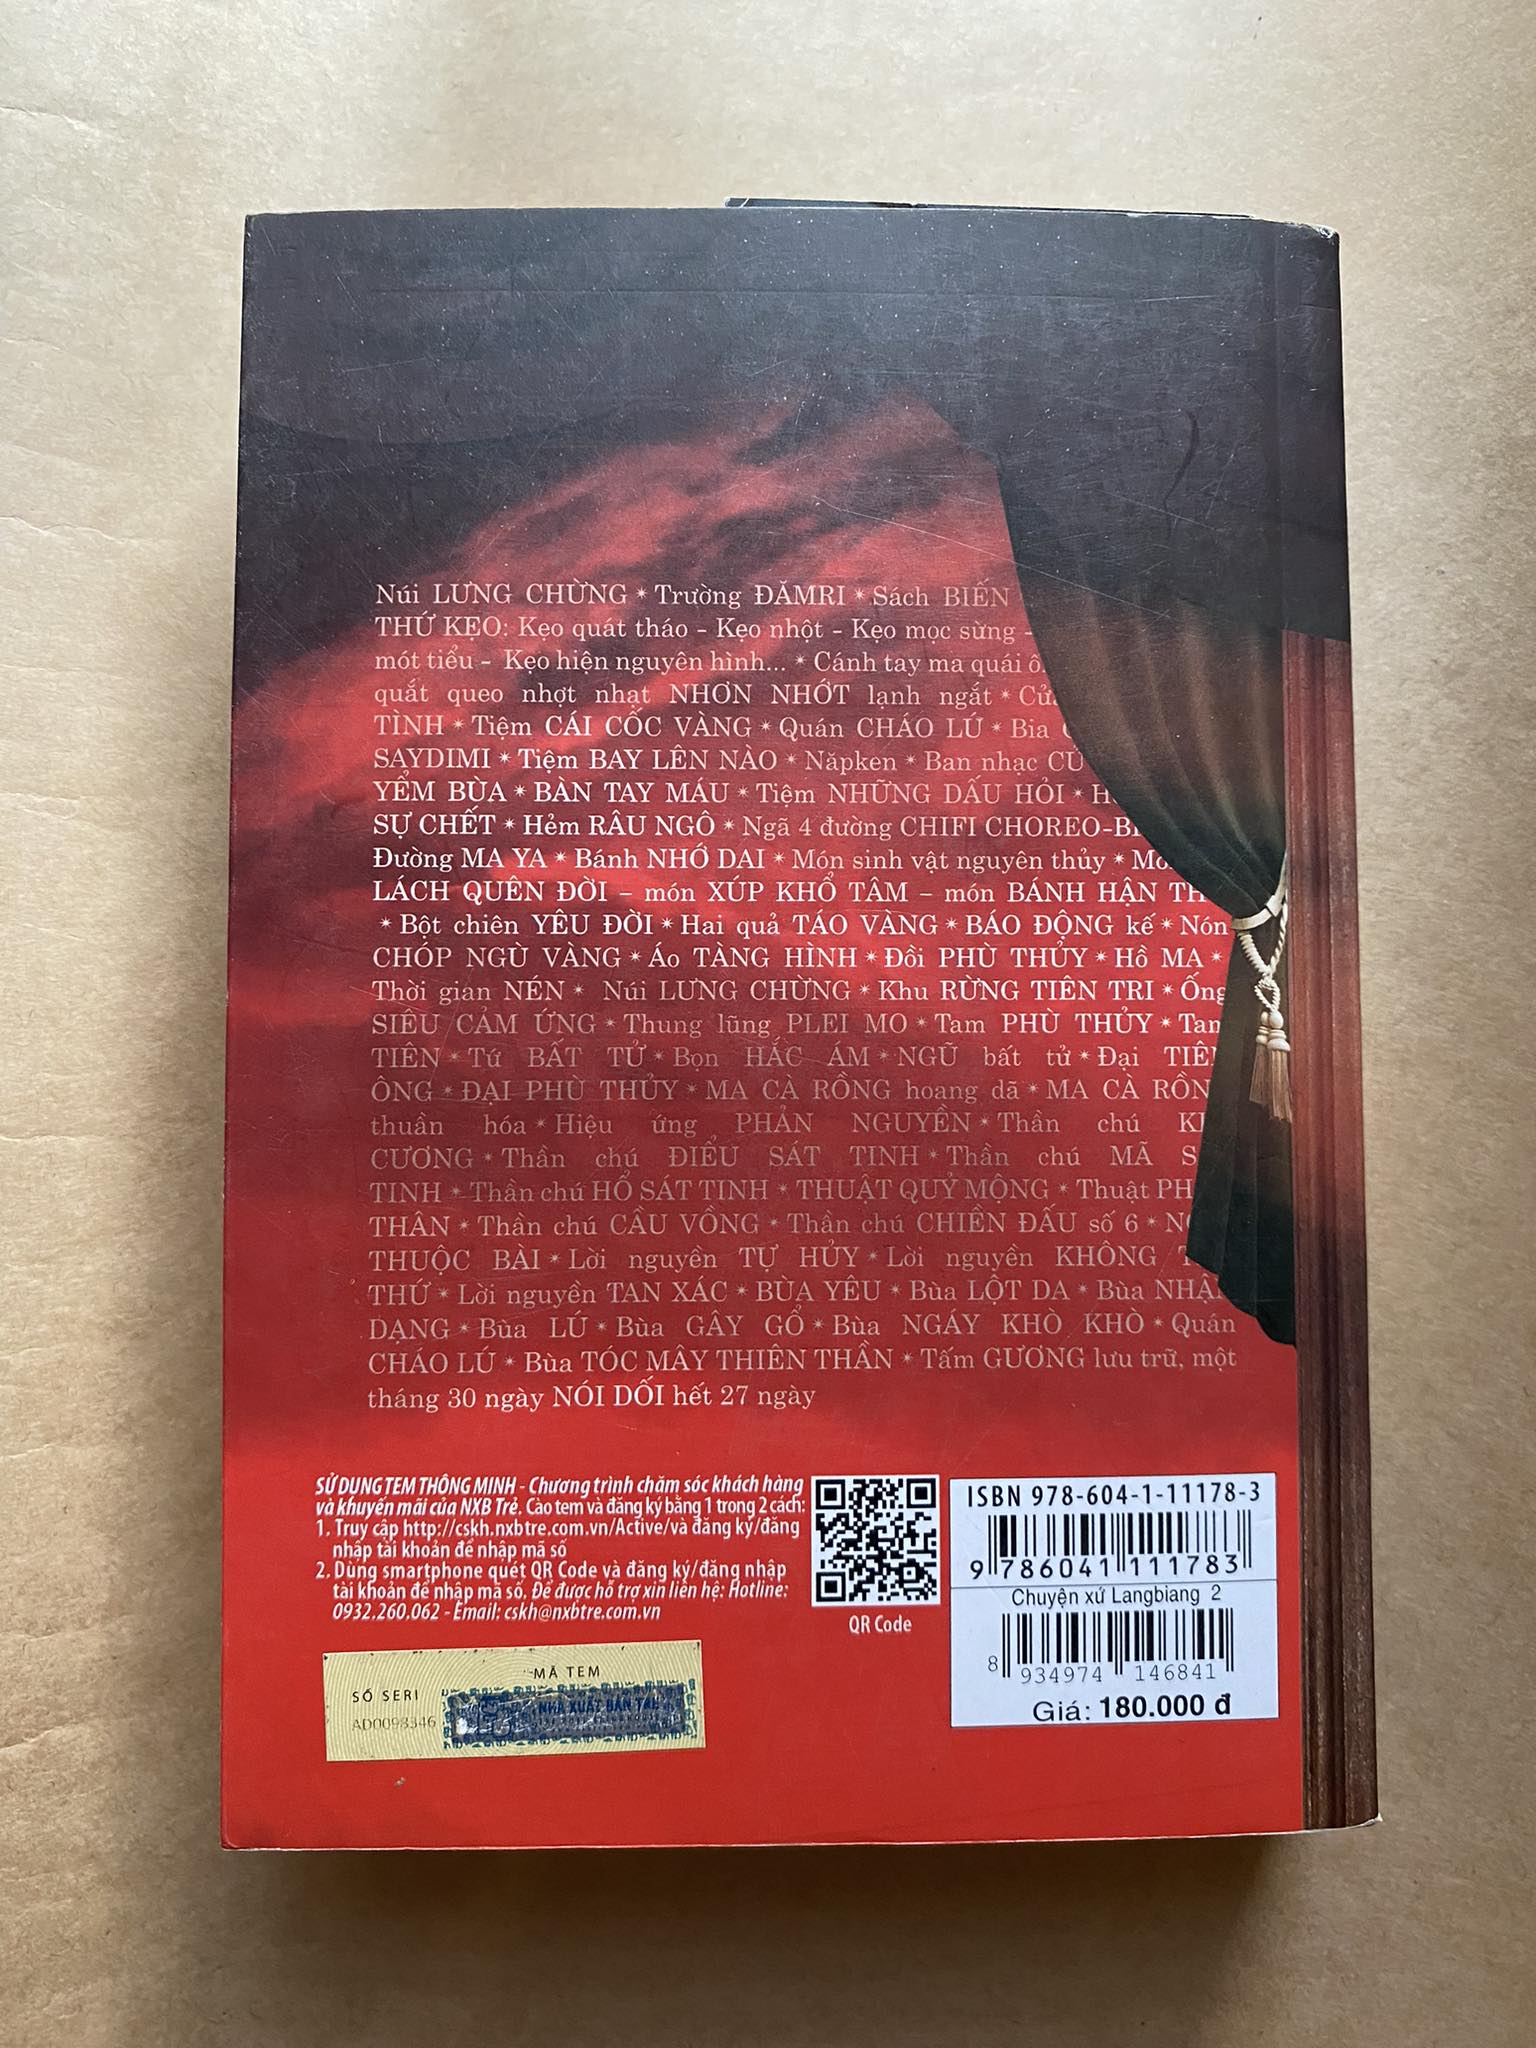 Núi LƯNG CHỪNG * Trường ĐĂMRI * Sách BIẾN
THỨ KẸO: Kẹo quát tháo - Kẹo nhột - Kẹo mọc sừng -
mót tiểu - Kẹo hiện nguyên hình... * Cánh tay ma quái
quắt queo nhợt nhạt NHƠN NHỚT lạnh ngắt *
TÌNH * Tiệm CÁI CỐC VÀNG * Quán CHÁO LÚ * Bia
SAYDIMI * Tiệm BAY LÊN NÀO * Năpken * Ban nhạc
YỂM BÙA * BÀN TAY MÁU * Tiệm NHỮNG DẤU HỎI *
SỰ CHẾT * Hẻm RÂU NGÔ * Ngã 4 đường CHIFI CHOREO-
Đường MA YA * Bánh NHỚ DAI * Món sinh vật nguyên thủy *
LÁCH QUÊN ĐỜI – món XÚP KHỔ TÂM – món BÁNH HẬN
* Bột chiên YÊU ĐỜI * Hai quả TÁO VÀNG * BÁO ĐỘNG kế * Nón
CHÓP NGÙ VÀNG * Áo TÀNG HÌNH * Đồi PHÙ THỦY * Hồ MA *
Thời gian NÉN * Núi LƯNG CHỪNG * Khu RỪNG TIÊN TRI * Ống
SIÊU CẢM ỨNG * Thung lũng PLEI MO * Tam PHÙ THỦY *
TIÊN * Tứ BẤT TỬ * Bọn HẮC ÁM * NGŨ bất tử * Đại
ÔNG * ĐẠI PHÙ THỦY * MA CÀ RỒNG hoang dã * MA CÀ
thuần hóa * Hiệu ứng PHẢN NGUYỀN * Thần chú
CƯƠNG * Thần chú ĐIỂU SÁT TINH * Thần chú MÃ
TINH * Thần chú HỔ SÁT TINH * THUẬT QUỶ MỘNG * Thuật
THÂN * Thần chú CẦU VỒNG * Thần chú CHIẾN ĐẤU số 6 *
THUỘC BÀI * Lời nguyền TỰ HỦY * Lời nguyền KHÔNG
THỨ * Lời nguyền TAN XÁC * BÙA YÊU * Bùa LỘT DA * Bùa
DẠNG * Bùa LÚ * Bùa GÂY GỔ * Bùa NGÁY KHÒ KHÒ * Quán
CHÁO LÚ * Bùa TÓC MÂY THIÊN THẦN * Tấm GƯƠNG lưu trữ, một
tháng 30 ngày NÓI DỐI hết 27 ngày
SỬ DỤNG TEM THÔNG MINH - Chương trình chăm sóc khách hàng
và khuyến mãi của NXB Trẻ. Cào tem và đăng ký bằng 1 trong 2 cách:
1. Truy cập http://cskh.nxbtre.com.vn/Active/và đăng ký/đăng
nhập tài khoản để nhập mã số
2. Dùng smartphone quét QR Code và đăng ký/đăng nhập
tài khoản để nhập mã số. Để được hỗ trợ xin liên hệ: Hotline:
0932.260.062 - Email: cskh@nxbtre.com.vn
QR Code
ISBN 978-604-1-11178-3
9 786041 111783
Chuyện xứ Langbiang 2
8 934974 146841
Giá: 180.000 đ
MÃ TEM
SỐ SERI
AD0098346
NHÀ XUẤT BẢN